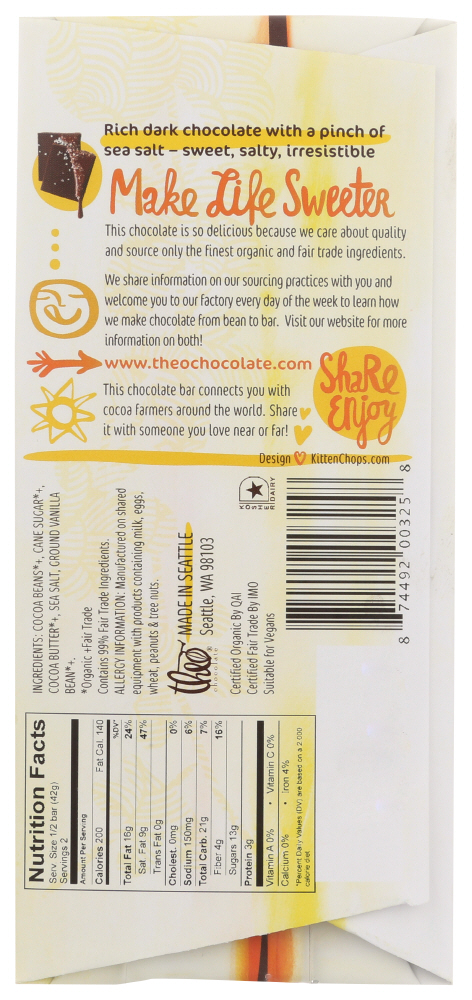 Rich dark chocolate with a pinch of
sea salt – sweet, salty, irresistible
Make Life Sweeter
This chocolate is so delicious because we care about quality
and source only the finest organic and fair trade ingredients.
We share information on our sourcing practices with you and
welcome you to our factory every day of the week to learn how
we make chocolate from bean to bar. Visit our website for more
information on both!
www.theochocolate.com
This chocolate bar connects you with
cocoa farmers around the world. Share
it with someone you love near or far!
ShaRe
Enjoy
Design KittenChops.com
INGREDIENTS: COCOA BEANS*+, CANE SUGAR*+,
COCOA BUTTER*+, SEA SALT, GROUND VANILLA
BEAN*+.
*Organic +Fair Trade
Contains 99% Fair Trade Ingredients.
ALLERGY INFORMATION: Manufactured on shared
equipment with products containing milk, eggs,
wheat, peanuts & tree nuts.
theo
chocolate
MADE IN SEATTLE
Seattle, WA 98103
Certified Organic By QAI
Certified Fair Trade By IMO
Suitable for Vegans
D
KOSHER DAIRY
8 74492 00325 8
Nutrition Facts
Serv. Size 1/2 bar (42g)
Servings 2
Amount Per Serving
Calories 200 Fat Cal. 140
%DV*
Total Fat 16g 24%
Sat. Fat 9g 47%
Trans Fat 0g
Cholest. 0mg 0%
Sodium 150mg 6%
Total Carb. 21g 7%
Fiber 4g 16%
Sugars 13g
Protein 3g
Vitamin A 0% • Vitamin C 0%
Calcium 0% • Iron 4%
*Percent Daily Values (DV) are based on a 2,000
calorie diet